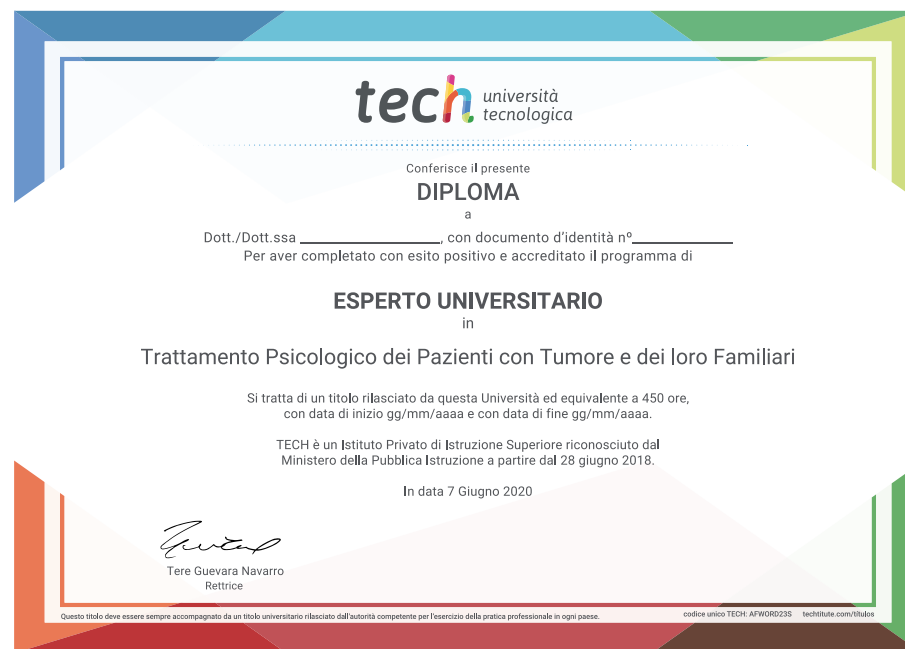 tech università
tecnologica
Conferisce il presente
DIPLOMA
a
Dott./Dott.ssa ____________________, con documento d'identità nº______________
Per aver completato con esito positivo e accreditato il programma di
ESPERTO UNIVERSITARIO
in
Trattamento Psicologico dei Pazienti con Tumore e dei loro Familiari
Si tratta di un titolo rilasciato da questa Università ed equivalente a 450 ore,
con data di inizio gg/mm/aaaa e con data di fine gg/mm/aaaa.
TECH è un Istituto Privato di Istruzione Superiore riconosciuto dal
Ministero della Pubblica Istruzione a partire dal 28 giugno 2018.
In data 7 Giugno 2020
Tere Guevara Navarro
Rettrice
Questo titolo deve essere sempre accompagnato da un titolo universitario rilasciato dall'autorità competente per l'esercizio della pratica professionale in ogni paese.
codice unico TECH: AFWORD23S techtitute.com/titulos